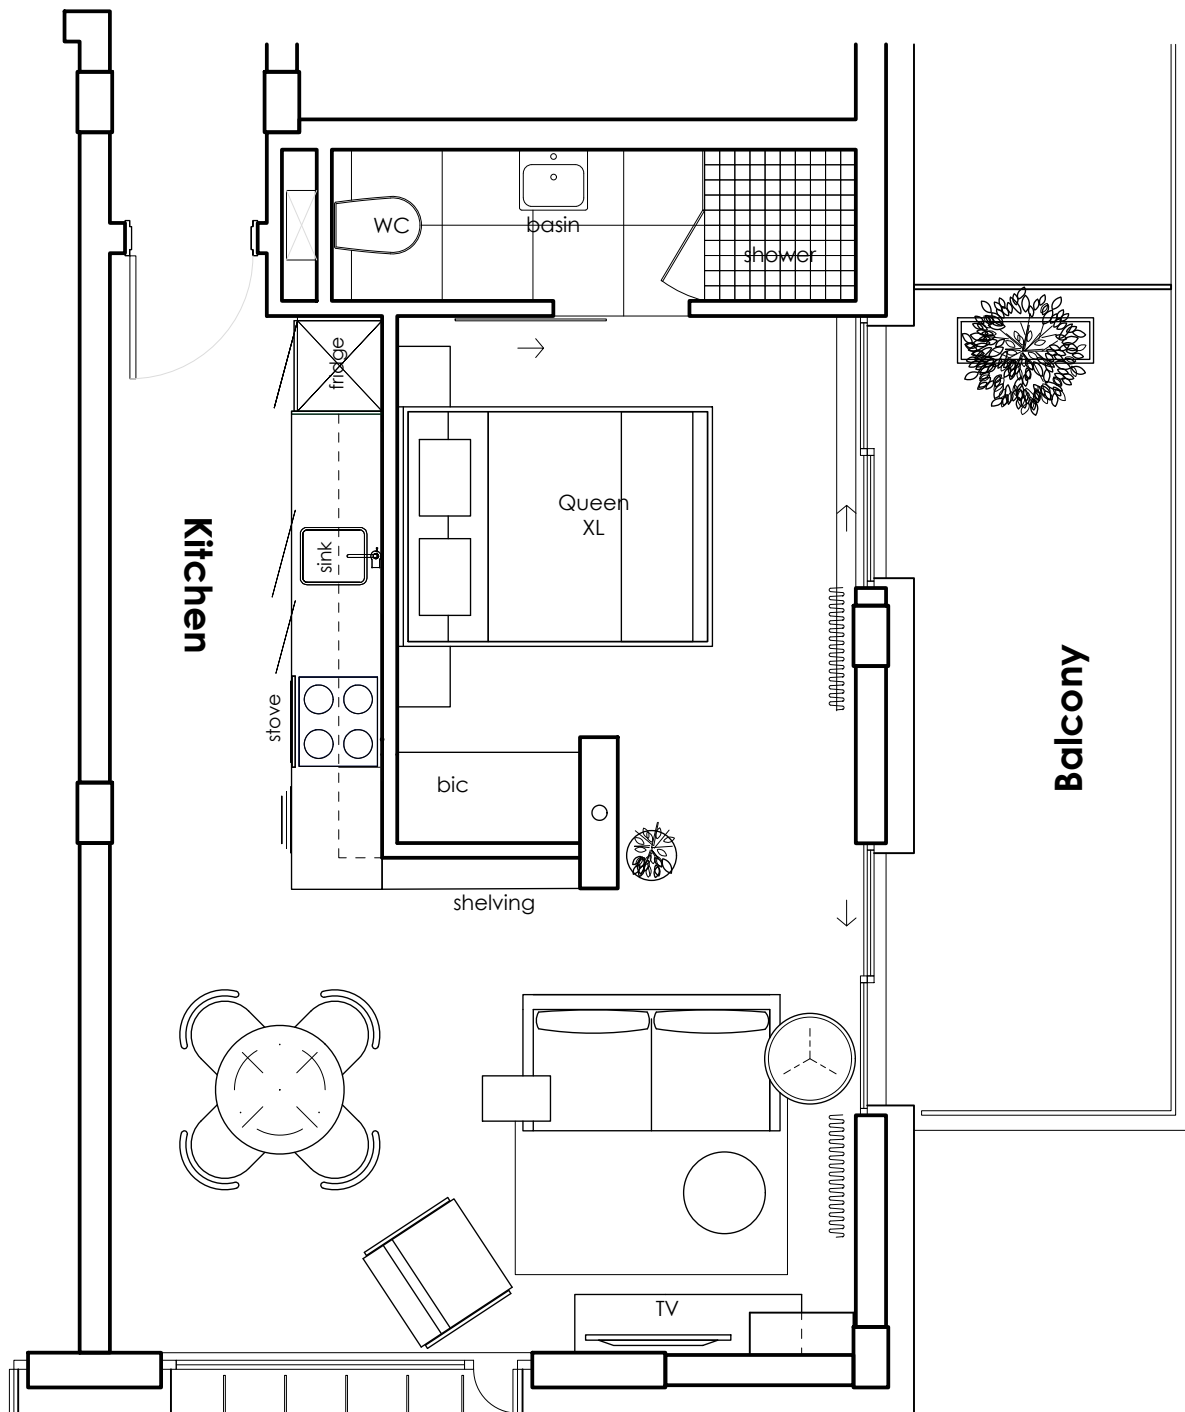 WC
basin
shower
fridge
Queen
XL
Kitchen
sink
stove
bic
Balcony
shelving
TV